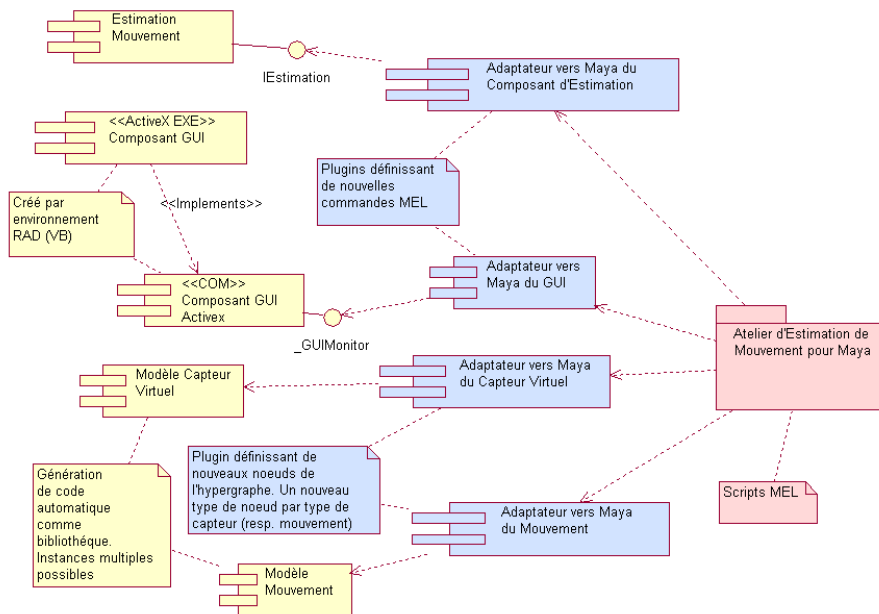 Estimation
Mouvement
IEstimation
Adaptateur vers Maya du
Composant d'Estimation
<<ActiveX EXE>>
Composant GUI
Plugins définissant
de nouvelles
commandes MEL
Créé par
environnement
RAD (VB)
<<Implements>>
<<COM>>
Composant GUI
Activex
_GUIMonitor
Adaptateur vers
Maya du GUI
Atelier d'Estimation de
Mouvement pour Maya
Modèle Capteur
Virtuel
Adaptateur vers Maya
du Capteur Virtuel
Plugin définissant de
nouveaux noeuds de
l'hypergraphe. Un nouveau
type de noeud par type de
capteur (resp. mouvement)
Génération
de code
automatique
comme
bibliothéque.
Instances multiples
possibles
Scripts MEL
Adaptateur vers Maya
du Mouvement
Modèle
Mouvement